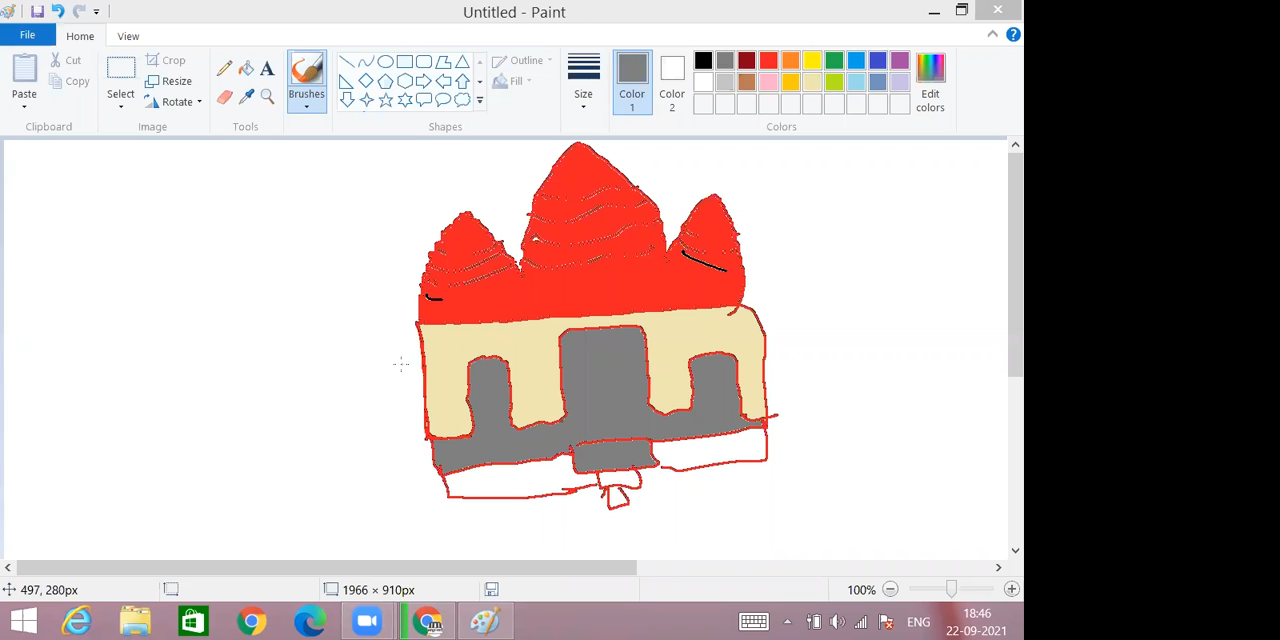 Untitled - Paint
File
Home
View
Paste
Cut
Copy
Clipboard
Select
Crop
Resize
Rotate
Image
A
Tools
Brushes
Outline
Fill
Shapes
Size
Color 1
Color 2
Edit colors
Colors
497, 280px
1966 × 910px
100%
ENG
18:46
22-09-2021